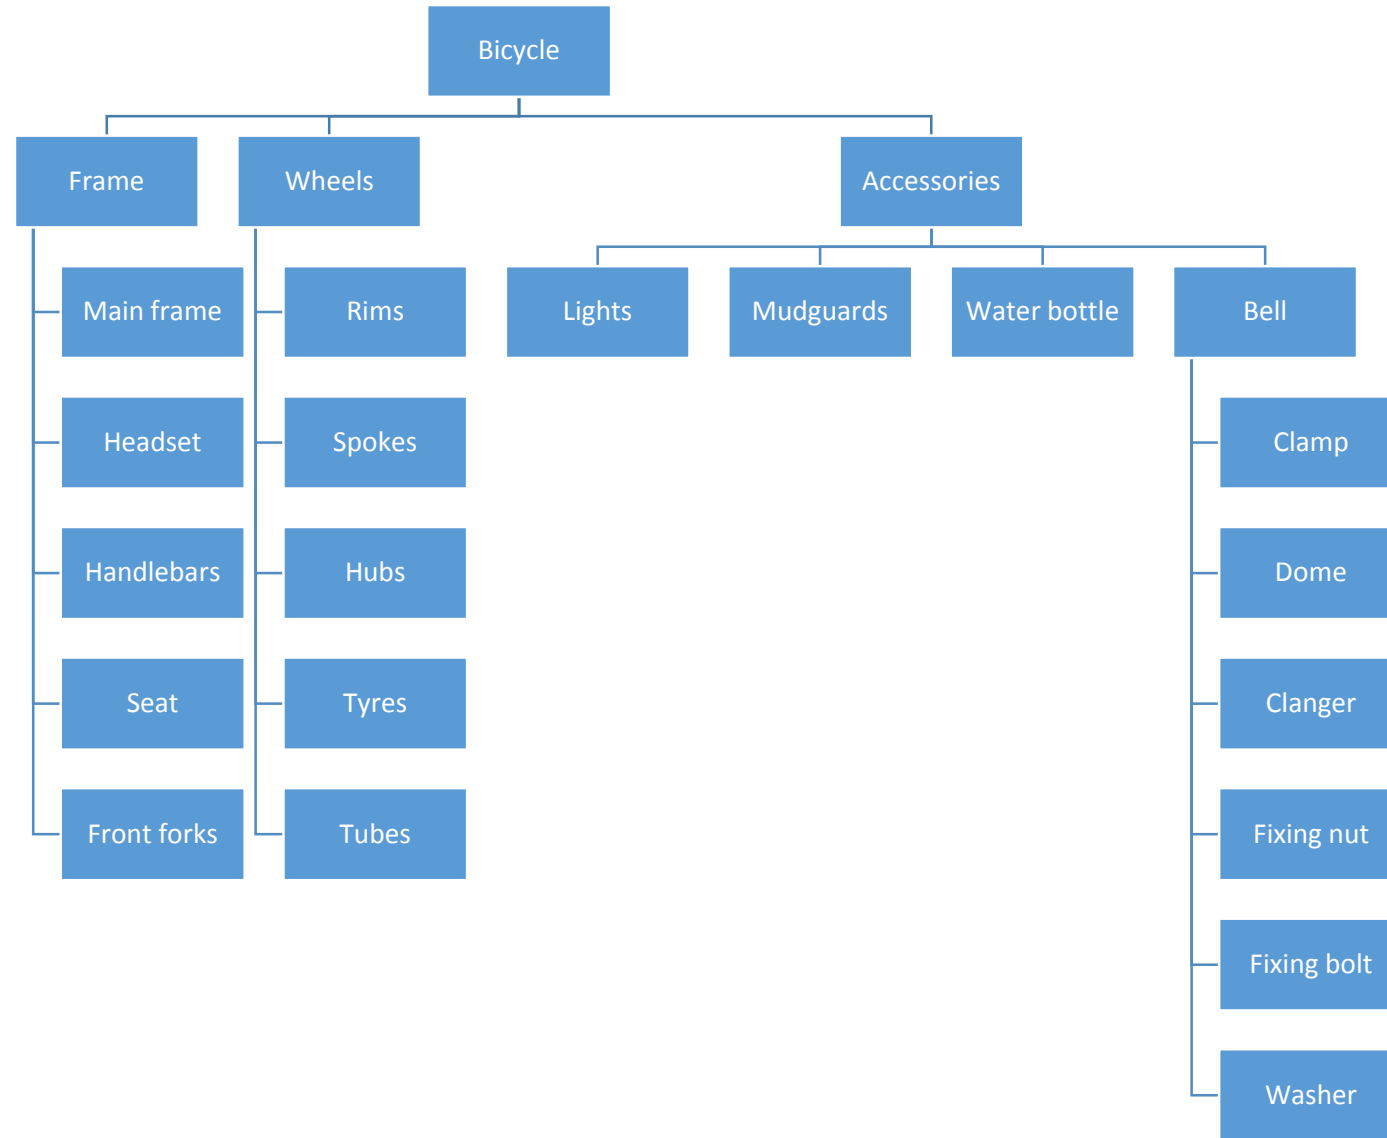 Bicycle
Frame
Wheels
Accessories
Main frame
Rims
Lights
Mudguards
Water bottle
Bell
Headset
Spokes
Clamp
Handlebars
Hubs
Dome
Seat
Tyres
Clanger
Front forks
Tubes
Fixing nut
Fixing bolt
Washer